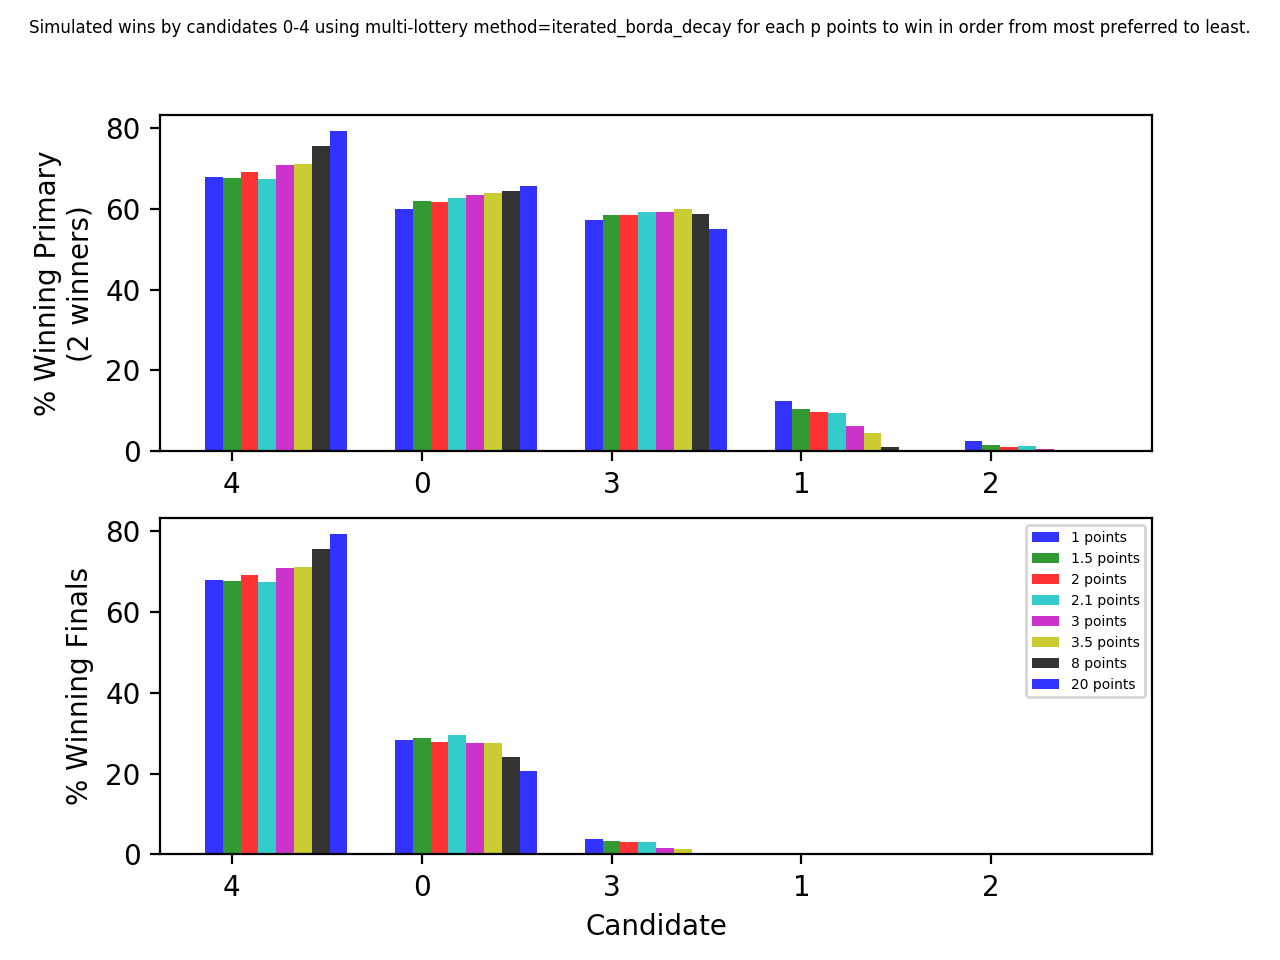 Simulated wins by candidates 0-4 using multi-lottery method=iterated_borda_decay for each p points to win in order from most preferred to least.
% Winning Primary
(2 winners)
80
60
40
20
0
4 0 3 1 2
% Winning Finals
80
60
40
20
0
1 points
1.5 points
2 points
2.1 points
3 points
3.5 points
8 points
20 points
4 0 3 1 2
Candidate